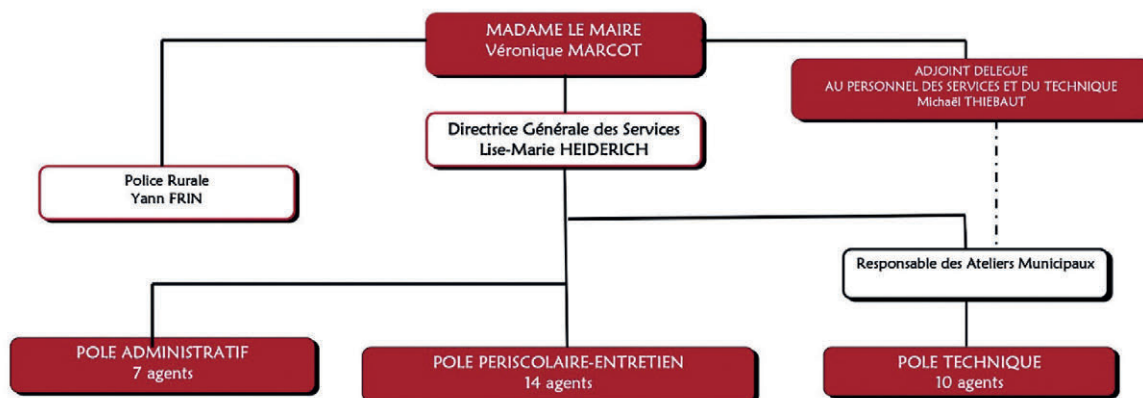 MADAME LE MAIRE
Véronique MARCOT
ADJOINT DELEGUE
AU PERSONNEL DES SERVICES ET DU TECHNIQUE
Michaël THIEBAUT
Directrice Générale des Services
Lise-Marie HEIDERICH
Police Rurale
Yann FRIN
Responsable des Ateliers Municipaux
POLE ADMINISTRATIF
7 agents
POLE PERISCOLAIRE-ENTRETIEN
14 agents
POLE TECHNIQUE
10 agents